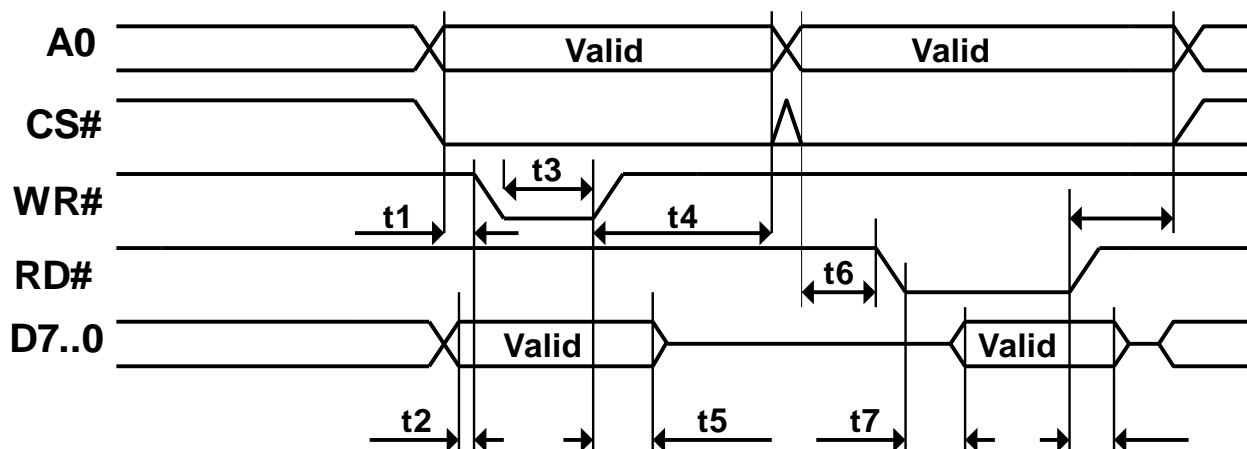 A0 Valid Valid
CS#
t3
WR#
t1 t4
RD# t6
D7..0 Valid Valid
t2 t5 t7